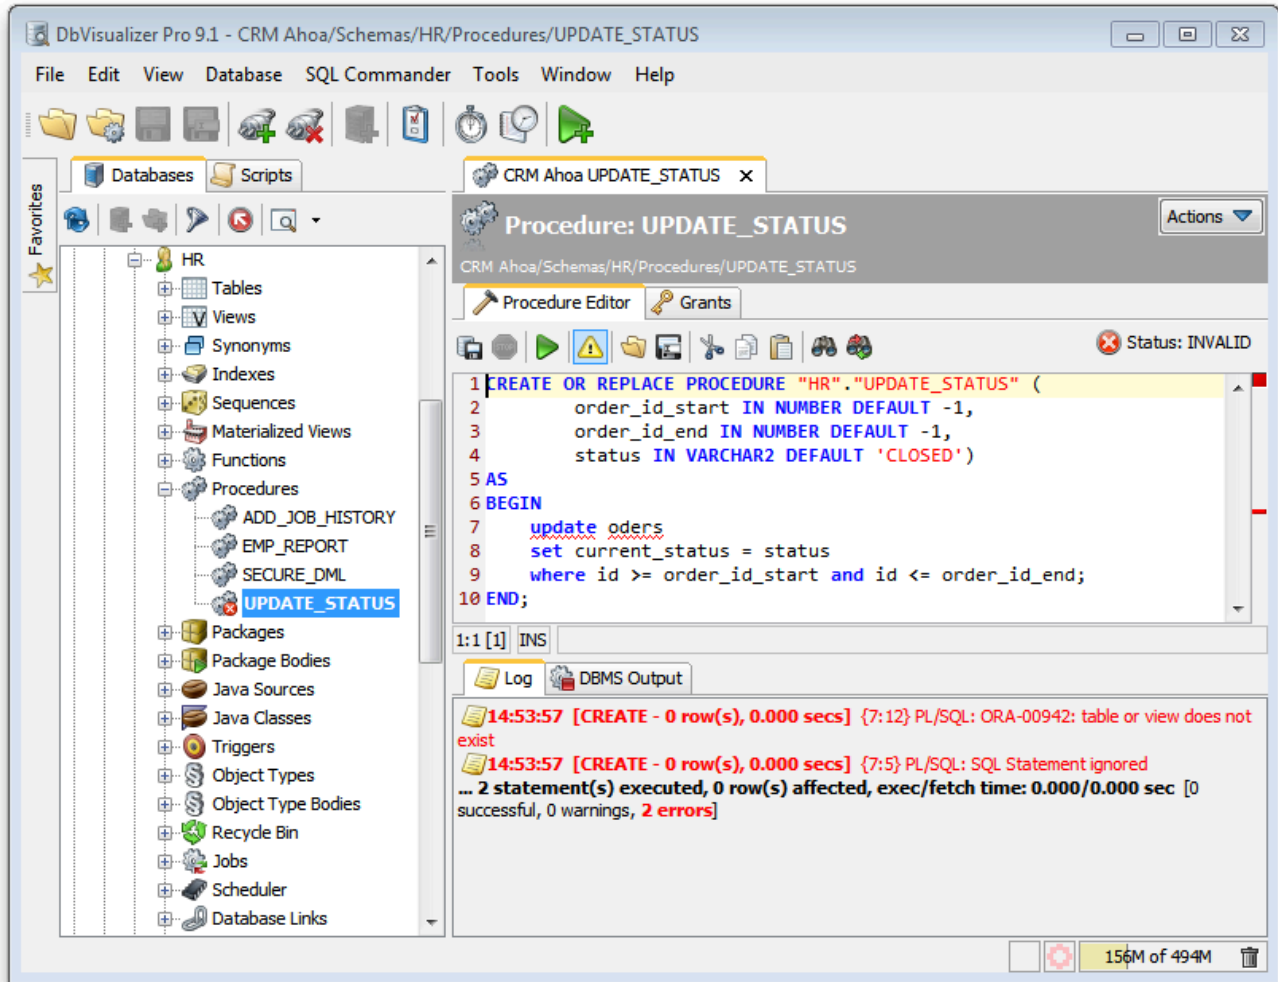 DbVisualizer Pro 9.1 - CRM Ahoa/Schemas/HR/Procedures/UPDATE_STATUS
File Edit View Database SQL Commander Tools Window Help
Favorites
Databases Scripts
HR
Tables
Views
Synonyms
Indexes
Sequences
Materialized Views
Functions
Procedures
ADD_JOB_HISTORY
EMP_REPORT
SECURE_DML
UPDATE_STATUS
Packages
Package Bodies
Java Sources
Java Classes
Triggers
Object Types
Object Type Bodies
Recycle Bin
Jobs
Scheduler
Database Links
CRM Ahoa UPDATE_STATUS
Procedure: UPDATE_STATUS
Actions
CRM Ahoa/Schemas/HR/Procedures/UPDATE_STATUS
Procedure Editor Grants
STOP
Status: INVALID
1 CREATE OR REPLACE PROCEDURE "HR"."UPDATE_STATUS" (
2 order_id_start IN NUMBER DEFAULT -1,
3 order_id_end IN NUMBER DEFAULT -1,
4 status IN VARCHAR2 DEFAULT 'CLOSED')
5 AS
6 BEGIN
7 update oders
8 set current_status = status
9 where id >= order_id_start and id <= order_id_end;
10 END;
1:1 [1] INS
Log DBMS Output
14:53:57 [CREATE - 0 row(s), 0.000 secs] {7:12} PL/SQL: ORA-00942: table or view does not
exist
14:53:57 [CREATE - 0 row(s), 0.000 secs] {7:5} PL/SQL: SQL Statement ignored
... 2 statement(s) executed, 0 row(s) affected, exec/fetch time: 0.000/0.000 sec [0
successful, 0 warnings, 2 errors]
156M of 494M